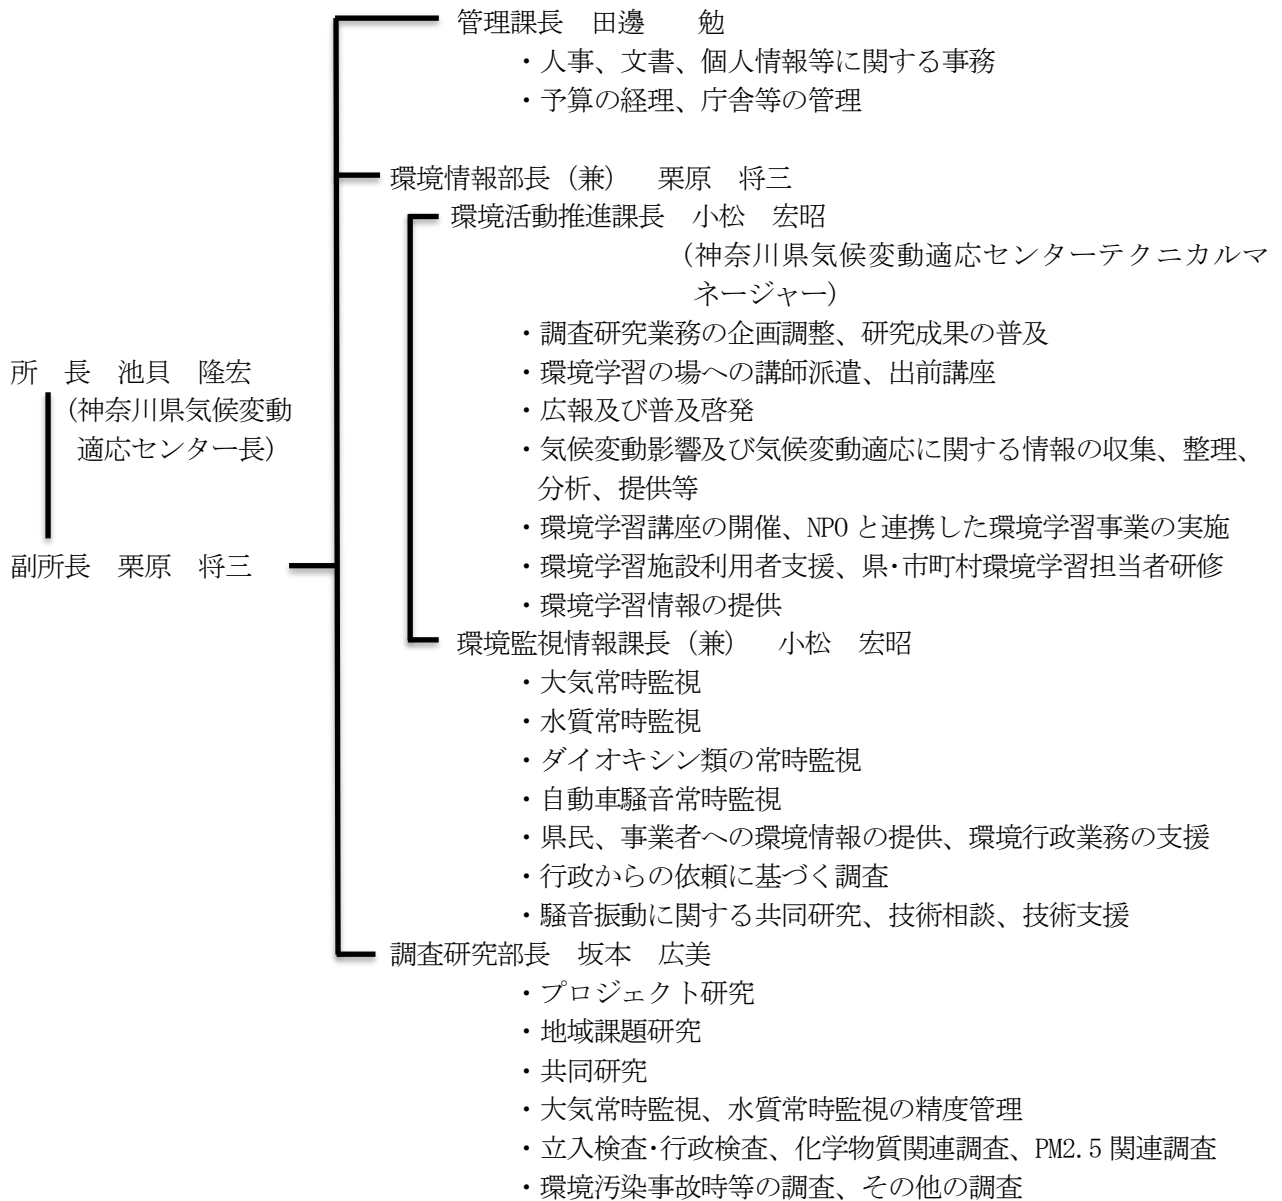 管理課長　田邊　　勉
・人事、文書、個人情報等に関する事務
・予算の経理、庁舎等の管理
環境情報部長（兼）　栗原　将三
環境活動推進課長　小松　宏昭
（神奈川県気候変動適応センターテクニカルマ
ネージャー）
・調査研究業務の企画調整、研究成果の普及
・環境学習の場への講師派遣、出前講座
・広報及び普及啓発
・気候変動影響及び気候変動適応に関する情報の収集、整理、
分析、提供等
・環境学習講座の開催、NPOと連携した環境学習事業の実施
・環境学習施設利用者支援、県・市町村環境学習担当者研修
・環境学習情報の提供
所　長　池貝　隆宏
（神奈川県気候変動
適応センター長）
副所長　栗原　将三
環境監視情報課長（兼）　小松　宏昭
・大気常時監視
・水質常時監視
・ダイオキシン類の常時監視
・自動車騒音常時監視
・県民、事業者への環境情報の提供、環境行政業務の支援
・行政からの依頼に基づく調査
・騒音振動に関する共同研究、技術相談、技術支援
調査研究部長　坂本　広美
・プロジェクト研究
・地域課題研究
・共同研究
・大気常時監視、水質常時監視の精度管理
・立入検査・行政検査、化学物質関連調査、PM2.5関連調査
・環境汚染事故時等の調査、その他の調査